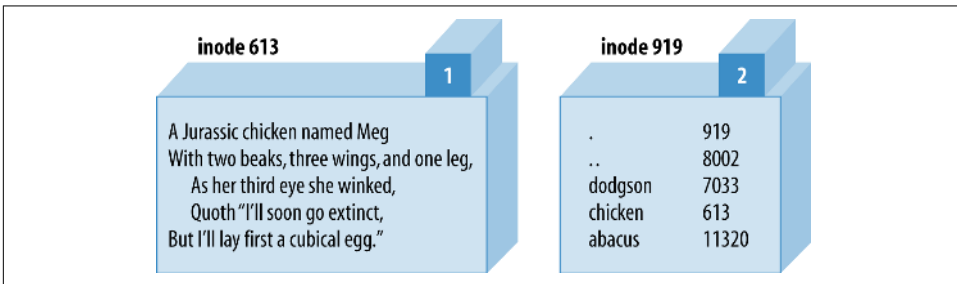 inode 613
1
A Jurassic chicken named Meg
With two beaks, three wings, and one leg,
As her third eye she winked,
Quoth "I'll soon go extinct,
But I'll lay first a cubical egg."
inode 919
2
. 919
.. 8002
dodgson 7033
chicken 613
abacus 11320